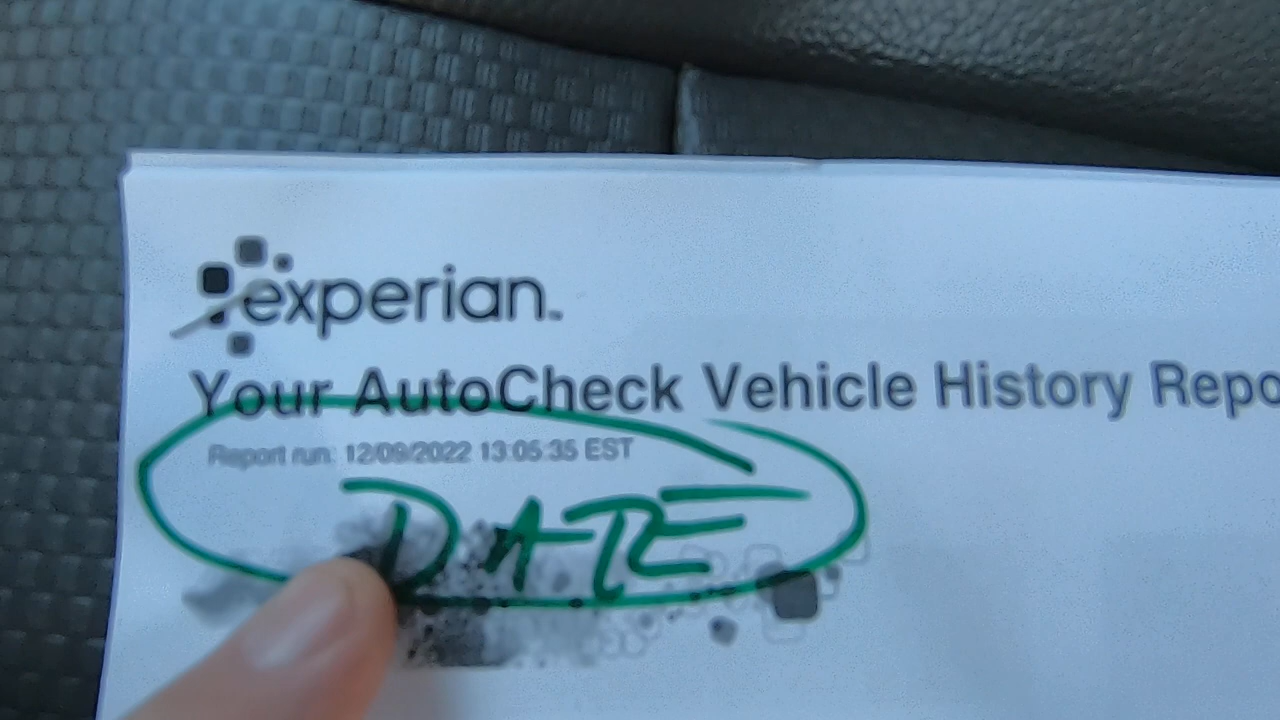 experian.
Your AutoCheck Vehicle History Repo
Report run: 12/09/2022 13:05:35 EST
DATE